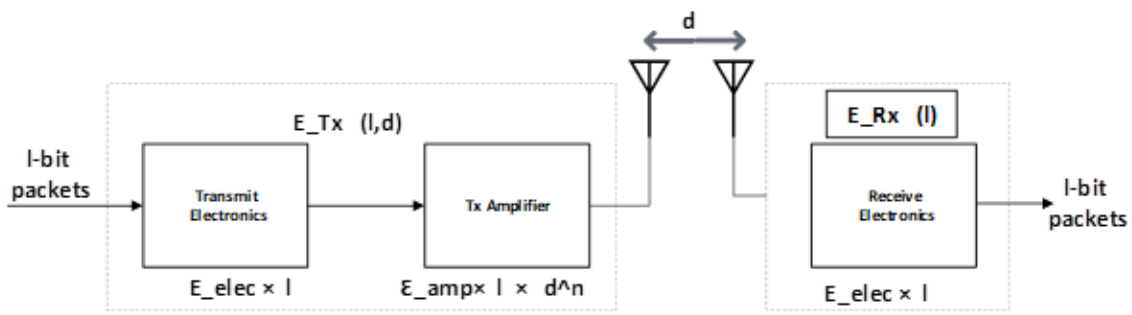 d
E_Tx (l,d)
E_Rx (l)
l-bit
packets
Transmit
Electronics
Tx Amplifier
Receive
Electronics
l-bit
packets
E_elec × l
Ɛ_amp× l × d^n
E_elec × l